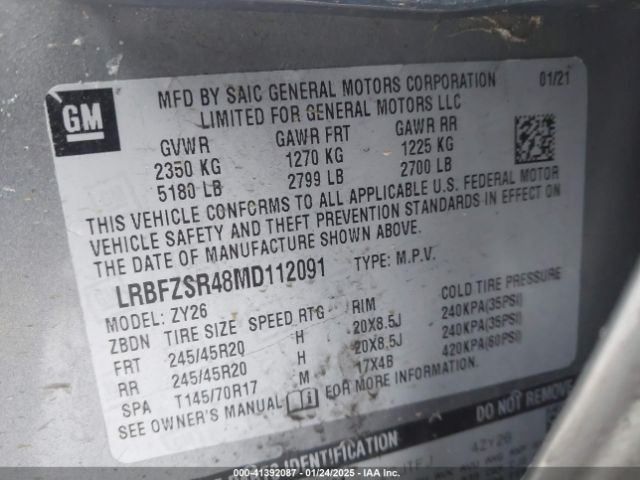 GM
MFD BY SAIC GENERAL MOTORS CORPORATION 01/21
LIMITED FOR GENERAL MOTORS LLC
GVWR GAWR FRT GAWR RR
2350 KG 1270 KG 1225 KG
5180 LB 2799 LB 2700 LB
THIS VEHICLE CONFORMS TO ALL APPLICABLE U.S. FEDERAL MOTOR
VEHICLE SAFETY AND THEFT PREVENTION STANDARDS IN EFFECT ON
THE DATE OF MANUFACTURE SHOWN ABOVE.
LRBFZSR48MD112091 TYPE: M.P.V.
MODEL: ZY26
ZBDN TIRE SIZE SPEED RTG RIM COLD TIRE PRESSURE
FRT 245/45R20 H 20X8.5J 240KPA(35PSI)
RR 245/45R20 H 20X8.5J 240KPA(35PSI)
SPA T145/70R17 M 17X4B 420KPA(60PSI)
SEE OWNER'S MANUAL FOR MORE INFORMATION.
IDENTIFICATION DO NOT REMOVE
4ZY26
000-41392087 - 01/24/2025 - IAAI.CA